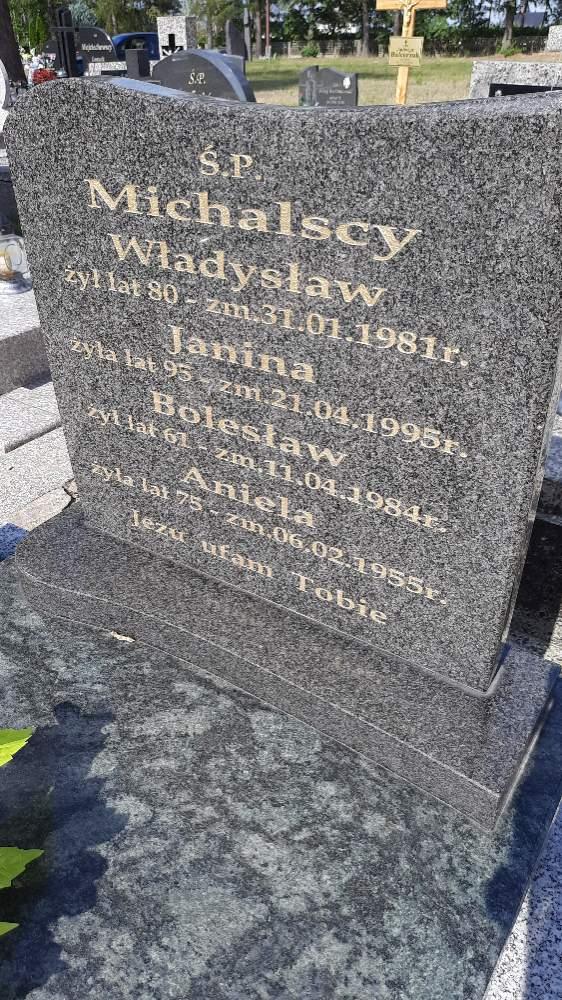 Ś.P.
Michalscy
Władysław
żył lat 80 - zm.31.01.1981r.
Janina
żyła lat 95 - zm.21.04.1995r.
Bolesław
żył lat 61 - zm.11.04.1984r.
Aniela
żyła lat 75 - zm.06.02.1955r.
Jezu ufam Tobie
Ś.P.